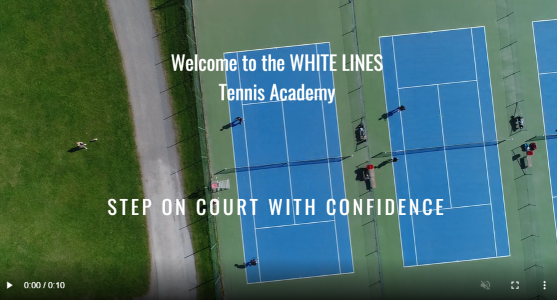 Welcome to the WHITE LINES
Tennis Academy
STEP ON COURT WITH CONFIDENCE
0:00 / 0:10